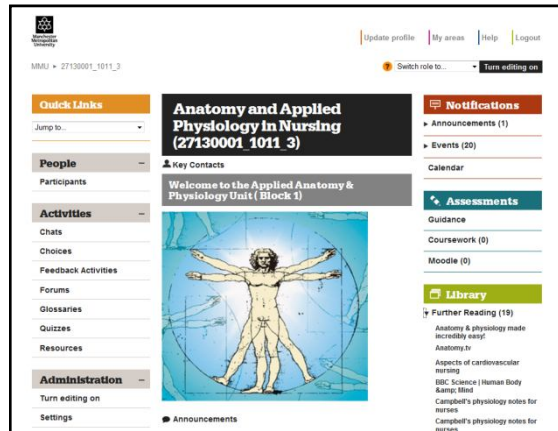 Manchester
Metropolitan
University
Update profile
My areas
Help
Logout
MMU ► 27130001_1011_3
Switch role to...
Turn editing on
Quick Links
Jump to...
People
Participants
Activities
Chats
Choices
Feedback Activities
Forums
Glossaries
Quizzes
Resources
Administration
Turn editing on
Settings
Anatomy and Applied
Physiology in Nursing
(27130001_1011_3)
Key Contacts
Welcome to the Applied Anatomy &
Physiology Unit ( Block 1)
Announcements
Notifications
Announcements (1)
Events (20)
Calendar
Assessments
Guidance
Coursework (0)
Moodle (0)
Library
Further Reading (19)
Anatomy & physiology made
incredibly easy!
Anatomy.tv
Aspects of cardiovascular
nursing
BBC Science | Human Body
&amp; Mind
Campbell's physiology notes for
nurses
Campbell's physiology notes for
nurses